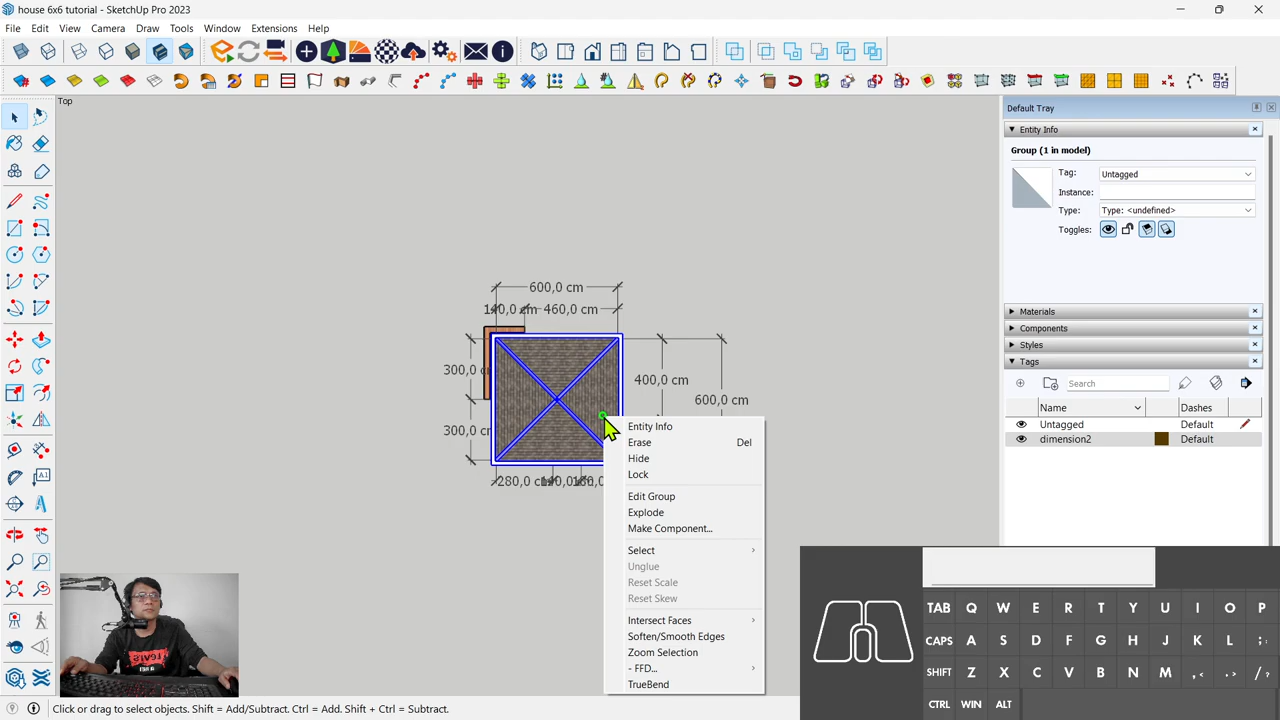 house 6x6 tutorial - SketchUp Pro 2023
File Edit View Camera Draw Tools Window Extensions Help
Top
Default Tray
Entity Info
Group (1 in model)
Tag: Untagged
Instance:
Type: Type: <undefined>
Toggles:
Materials
Components
Styles
Tags
Search
Name Dashes
Untagged Default
dimension2 Default
600,0 cm
140,0 cm 460,0 cm
300,0
400,0 cm
600,0 cm
300,0
280,0
Entity Info
Erase Del
Hide
Lock
Edit Group
Explode
Make Component...
Select
Unglue
Reset Scale
Reset Skew
Intersect Faces
Soften/Smooth Edges
Zoom Selection
- FFD...
TrueBend
TAB Q W E R T Y U I O P
CAPS A S D F G H J K L ; :
SHIFT Z X C V B N M , < . > / ?
CTRL WIN ALT
Click or drag to select objects. Shift = Add/Subtract. Ctrl = Add. Shift + Ctrl = Subtract.